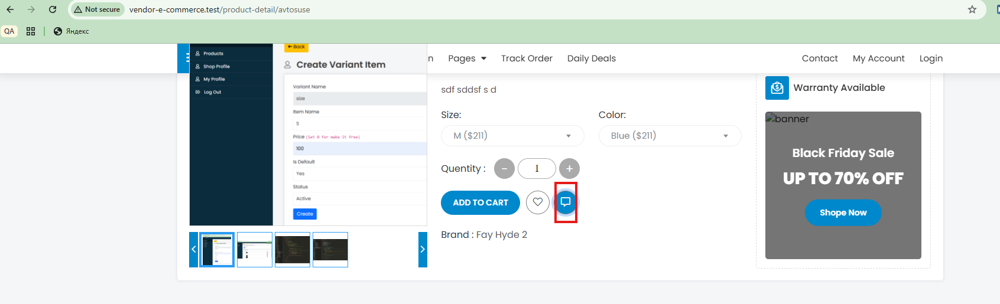 Not secure
vendor-e-commerce.test/product-detail/avtosuse
QA
Яндекс
n
Pages
Track Order
Daily Deals
Contact
My Account
Login
Products
Shop Profile
My Profile
Log Out
Back
Create Variant Item
Variant Name
size
Item Name
S
Price (Set 0 for make it free)
100
Is Default
Yes
Status
Active
Create
sdf sddsf s d
Size:
Color:
M ($211)
Blue ($211)
Quentity :
−
1
+
ADD TO CART
Brand : Fay Hyde 2
Warranty Available
banner
Black Friday Sale
UP TO 70% OFF
Shope Now